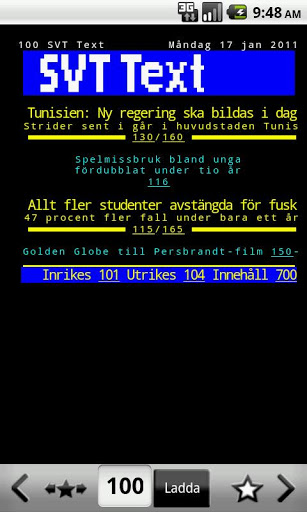 3G
9:48 AM
100 SVT Text Måndag 17 jan 2011
SVT Text
Tunisien: Ny regering ska bildas i dag
Strider sent i går i huvudstaden Tunis
130/160
Spelmissbruk bland unga
fördubblat under tio år
116
Allt fler studenter avstängda för fusk
47 procent fler fall under bara ett år
115/165
Golden Globe till Persbrandt-film 150-
Inrikes 101 Utrikes 104 Innehåll 700
100 Ladda